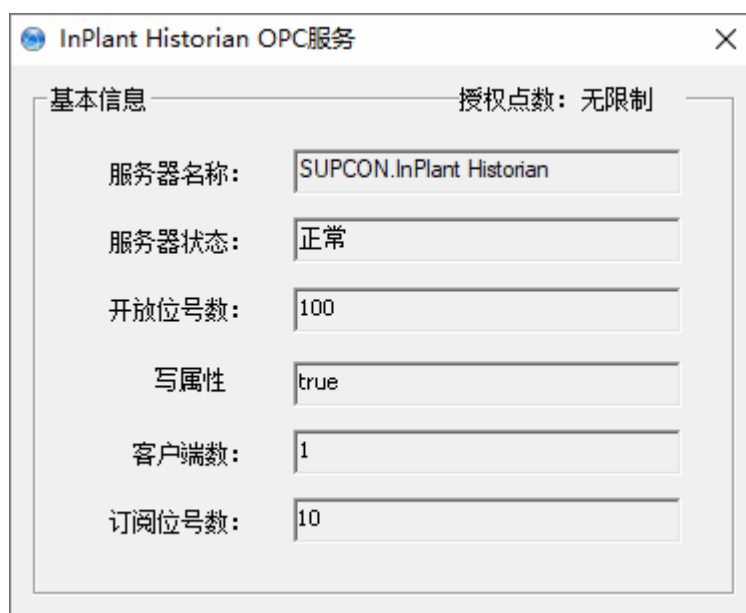 InPlant Historian OPC服务
基本信息 授权点数：无限制
服务器名称： SUPCON.InPlant Historian
服务器状态： 正常
开放位号数： 100
写属性 true
客户端数： 1
订阅位号数： 10